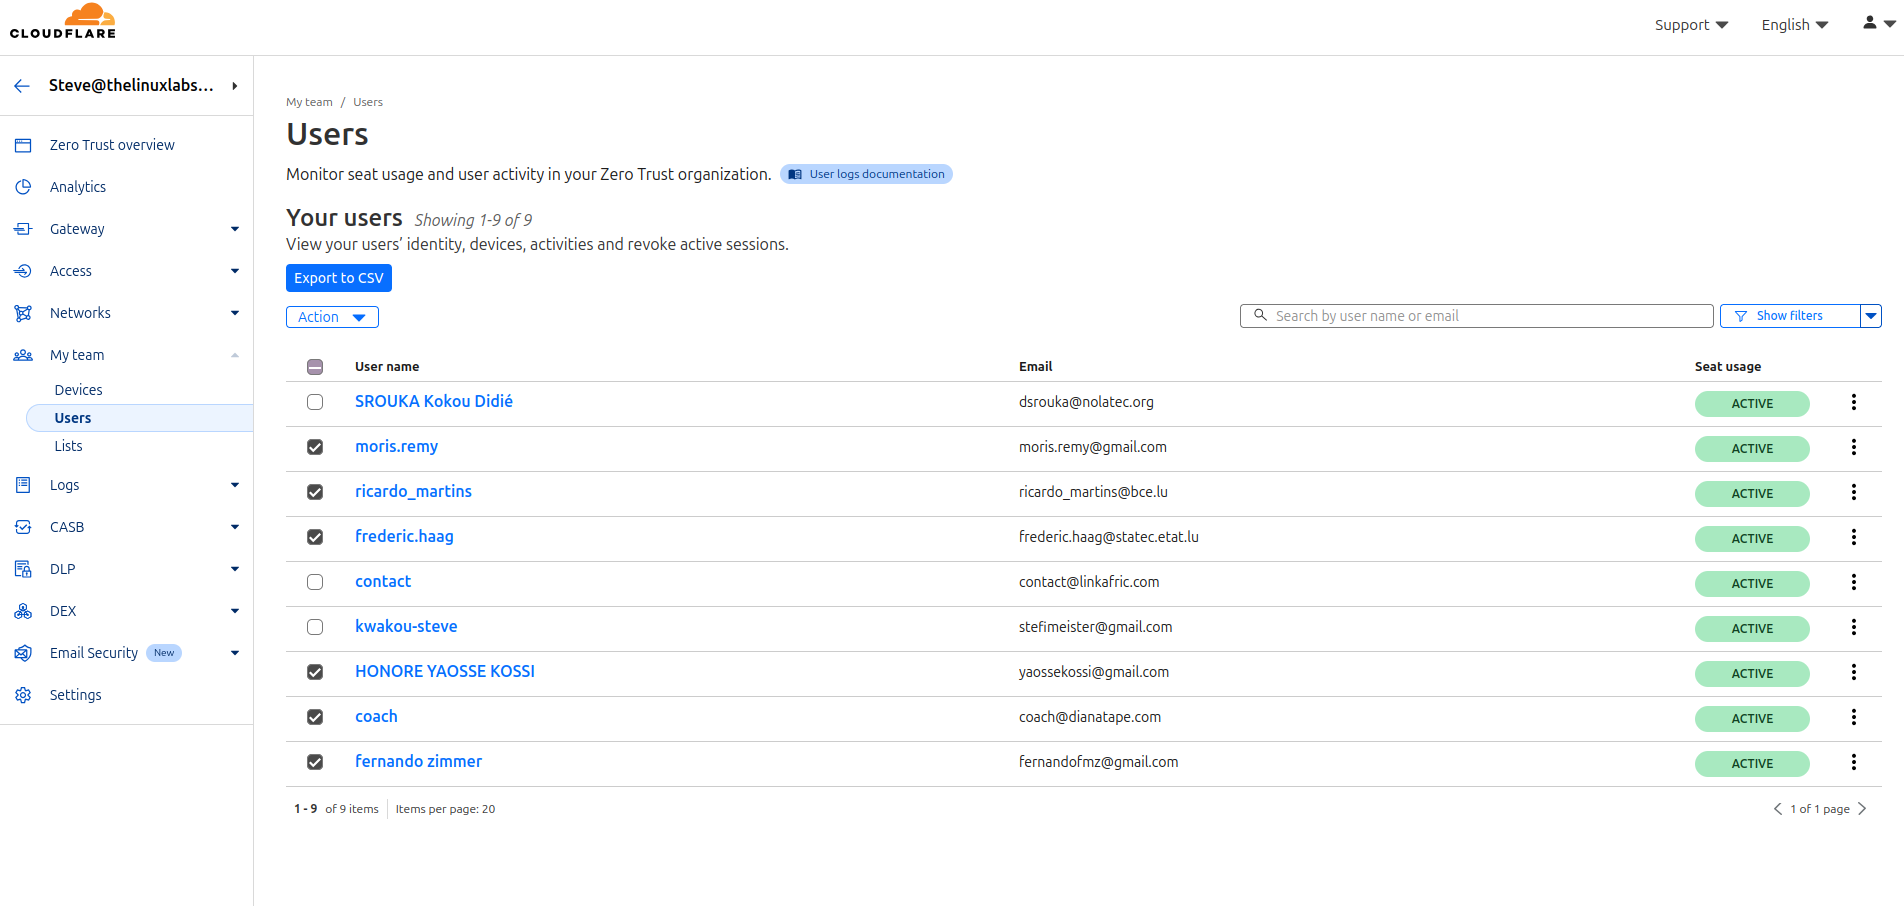 CLOUDFLARE
Support
English
Steve@thelinuxlabs...
Zero Trust overview
Analytics
Gateway
Access
Networks
My team
Devices
Users
Lists
Logs
CASB
DLP
DEX
Email Security New
Settings
My team / Users
Users
Monitor seat usage and user activity in your Zero Trust organization. User logs documentation
Your users Showing 1-9 of 9
View your users’ identity, devices, activities and revoke active sessions.
Export to CSV
Action
Search by user name or email
Show filters
User name Email Seat usage
SROUKA Kokou Didié dsrouka@nolatec.org ACTIVE
moris.remy moris.remy@gmail.com ACTIVE
ricardo_martins ricardo_martins@bce.lu ACTIVE
frederic.haag frederic.haag@statec.etat.lu ACTIVE
contact contact@linkafric.com ACTIVE
kwakou-steve stefimeister@gmail.com ACTIVE
HONORE YAOSSE KOSSI yaossekossi@gmail.com ACTIVE
coach coach@dianatape.com ACTIVE
fernando zimmer fernandofmz@gmail.com ACTIVE
1 - 9 of 9 items Items per page: 20
1 of 1 page